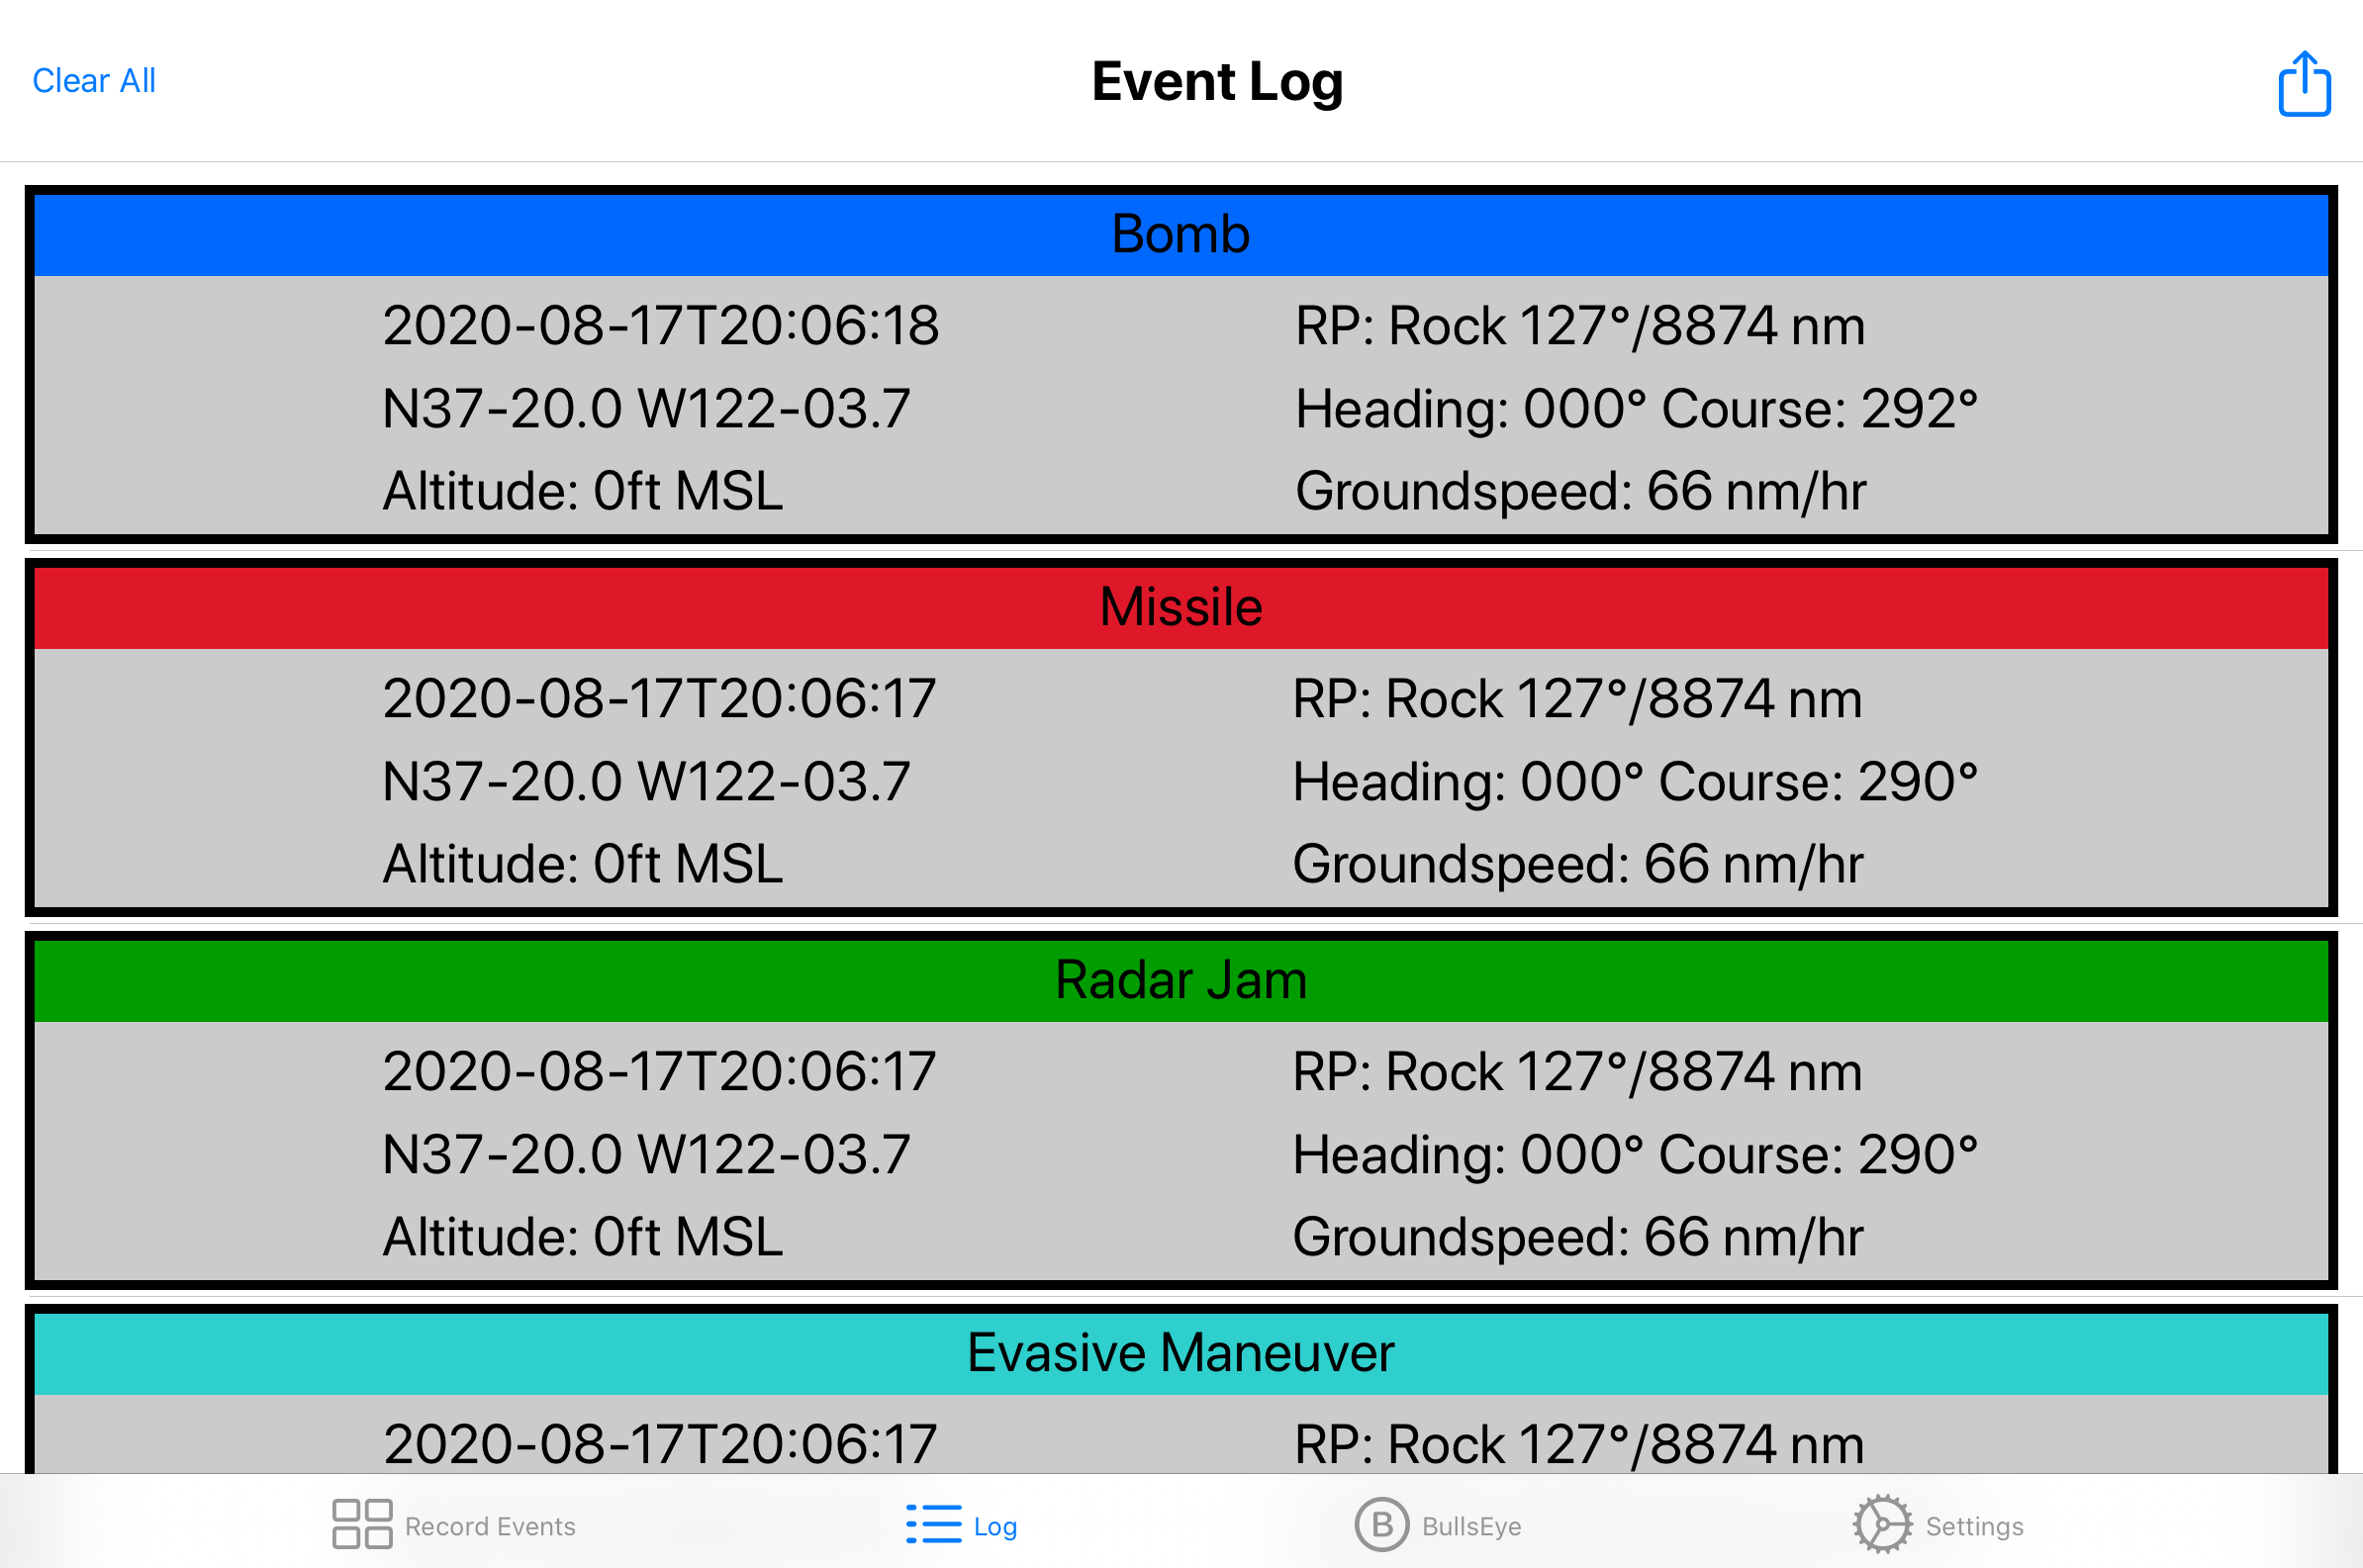 Clear All
Event Log
Bomb
2020-08-17T20:06:18
RP: Rock 127°/8874 nm
N37-20.0 W122-03.7
Heading: 000° Course: 292°
Altitude: 0ft MSL
Groundspeed: 66 nm/hr
Missile
2020-08-17T20:06:17
RP: Rock 127°/8874 nm
N37-20.0 W122-03.7
Heading: 000° Course: 290°
Altitude: 0ft MSL
Groundspeed: 66 nm/hr
Radar Jam
2020-08-17T20:06:17
RP: Rock 127°/8874 nm
N37-20.0 W122-03.7
Heading: 000° Course: 290°
Altitude: 0ft MSL
Groundspeed: 66 nm/hr
Evasive Maneuver
2020-08-17T20:06:17
RP: Rock 127°/8874 nm
Record Events
Log
B BullsEye
Settings